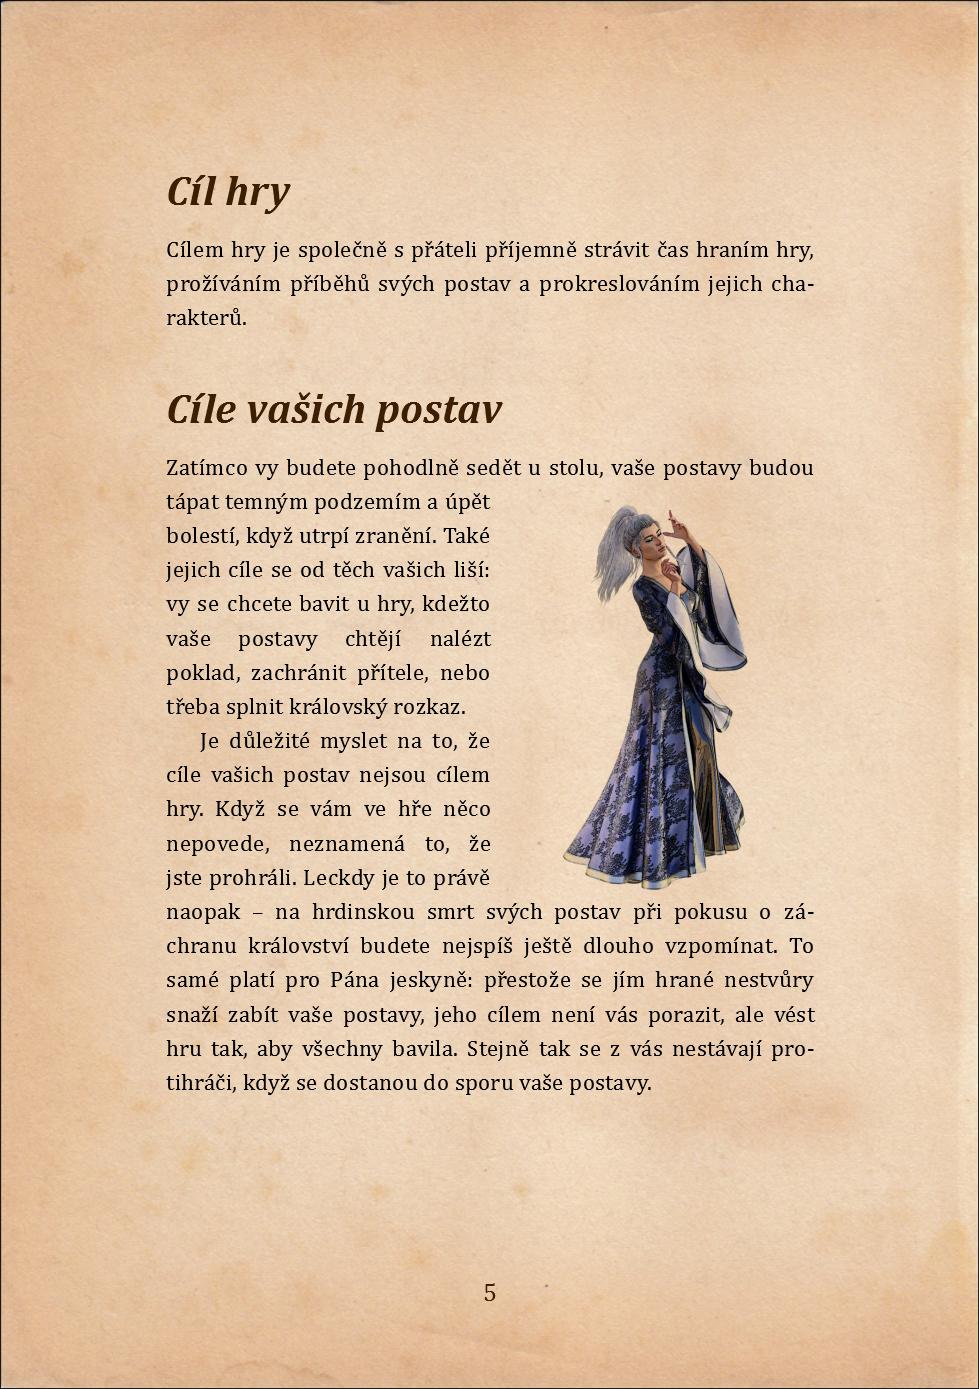 Cíl hry
Cílem hry je společně s přáteli příjemně strávit čas hraním hry,
prožíváním příběhů svých postav a prokreslováním jejich cha-
rakterů.
Cíle vašich postav
Zatímco vy budete pohodlně sedět u stolu, vaše postavy budou
tápat temným podzemím a úpět
bolestí, když utrpí zranění. Také
jejich cíle se od těch vašich liší:
vy se chcete bavit u hry, kdežto
vaše postavy chtějí nalézt
poklad, zachránit přítele, nebo
třeba splnit královský rozkaz.
Je důležité myslet na to, že
cíle vašich postav nejsou cílem
hry. Když se vám ve hře něco
nepovede, neznamená to, že
jste prohráli. Leckdy je to právě
naopak – na hrdinskou smrt svých postav při pokusu o zá-
chranu království budete nejspíš ještě dlouho vzpomínat. To
samé platí pro Pána jeskyně: přestože se jím hrané nestvůry
snaží zabít vaše postavy, jeho cílem není vás porazit, ale vést
hru tak, aby všechny bavila. Stejně tak se z vás nestávají pro-
tihráči, když se dostanou do sporu vaše postavy.
5